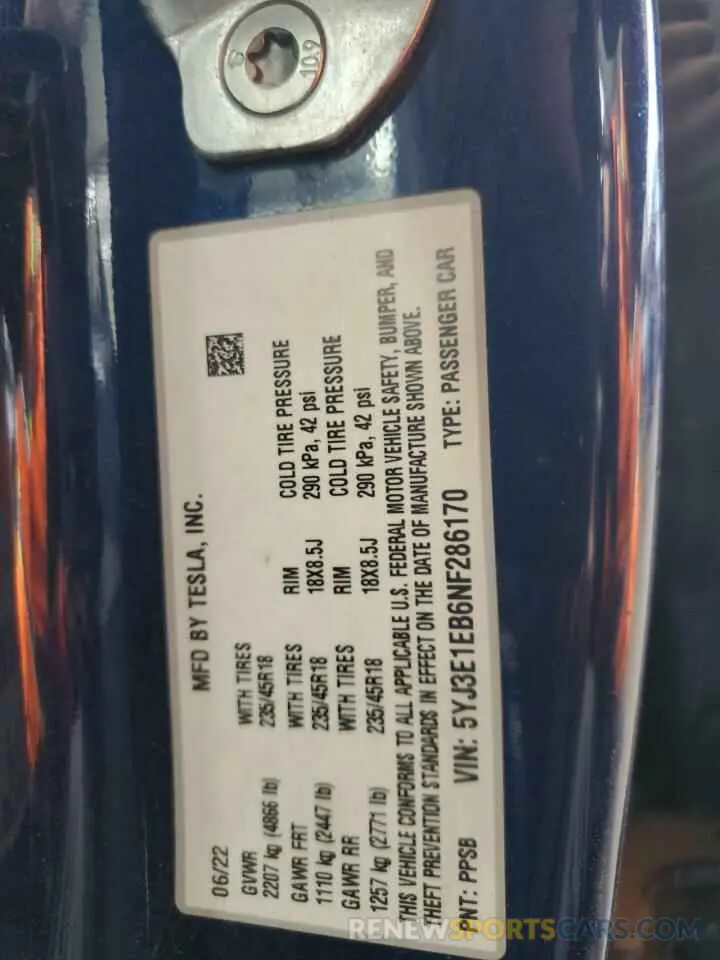 10.9
MFD BY TESLA, INC.
06/22
GVWR WITH TIRES
2207 kg (4866 lb) 235/45R18
GAWR FRT WITH TIRES RIM COLD TIRE PRESSURE
1110 kg (2447 lb) 235/45R18 18X8.5J 290 kPa, 42 psi
GAWR RR WITH TIRES RIM COLD TIRE PRESSURE
1257 kg (2771 lb) 235/45R18 18X8.5J 290 kPa, 42 psi
THIS VEHICLE CONFORMS TO ALL APPLICABLE U.S. FEDERAL MOTOR VEHICLE SAFETY, BUMPER, AND
THEFT PREVENTION STANDARDS IN EFFECT ON THE DATE OF MANUFACTURE SHOWN ABOVE.
PNT: PPSB VIN: 5YJ3E1EB6NF286170 TYPE: PASSENGER CAR
RENEWSPORTSCARS.COM